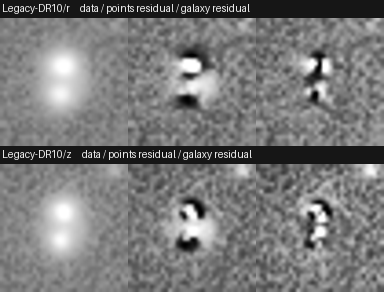 Legacy-DR10/r data / points residual / galaxy residual
Legacy-DR10/z data / points residual / galaxy residual